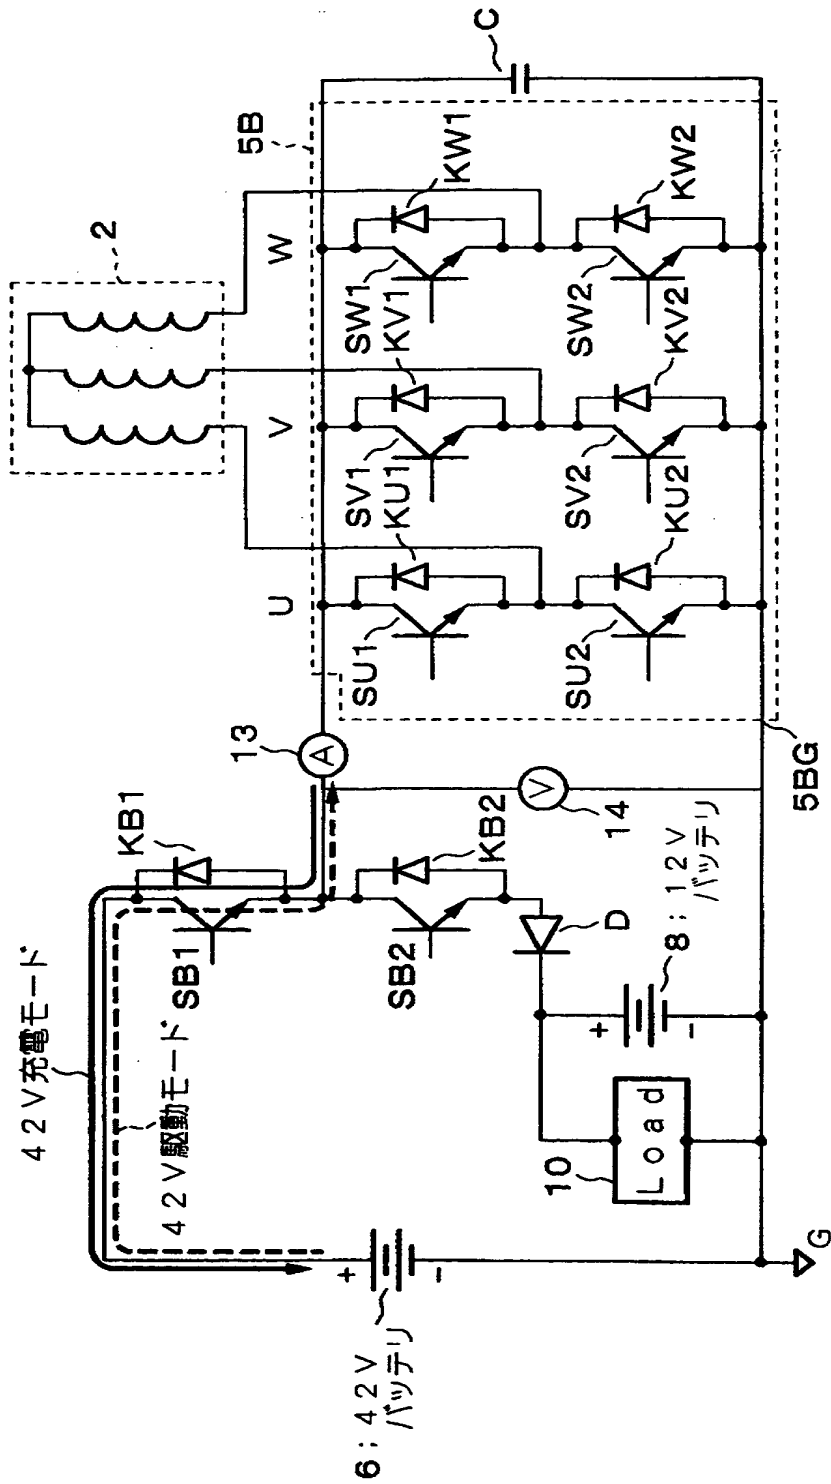 42V充電モード
42V駆動モード
6:42V
バッテリ
+
-
G
10
Load
8:12V
バッテリ
+
-
D
SB1
KB1
SB2
KB2
13
A
14
V
5BG
5B
2
U
V
W
SU1
KU1
SU2
KU2
SV1
KV1
SV2
KV2
SW1
KW1
SW2
KW2
C